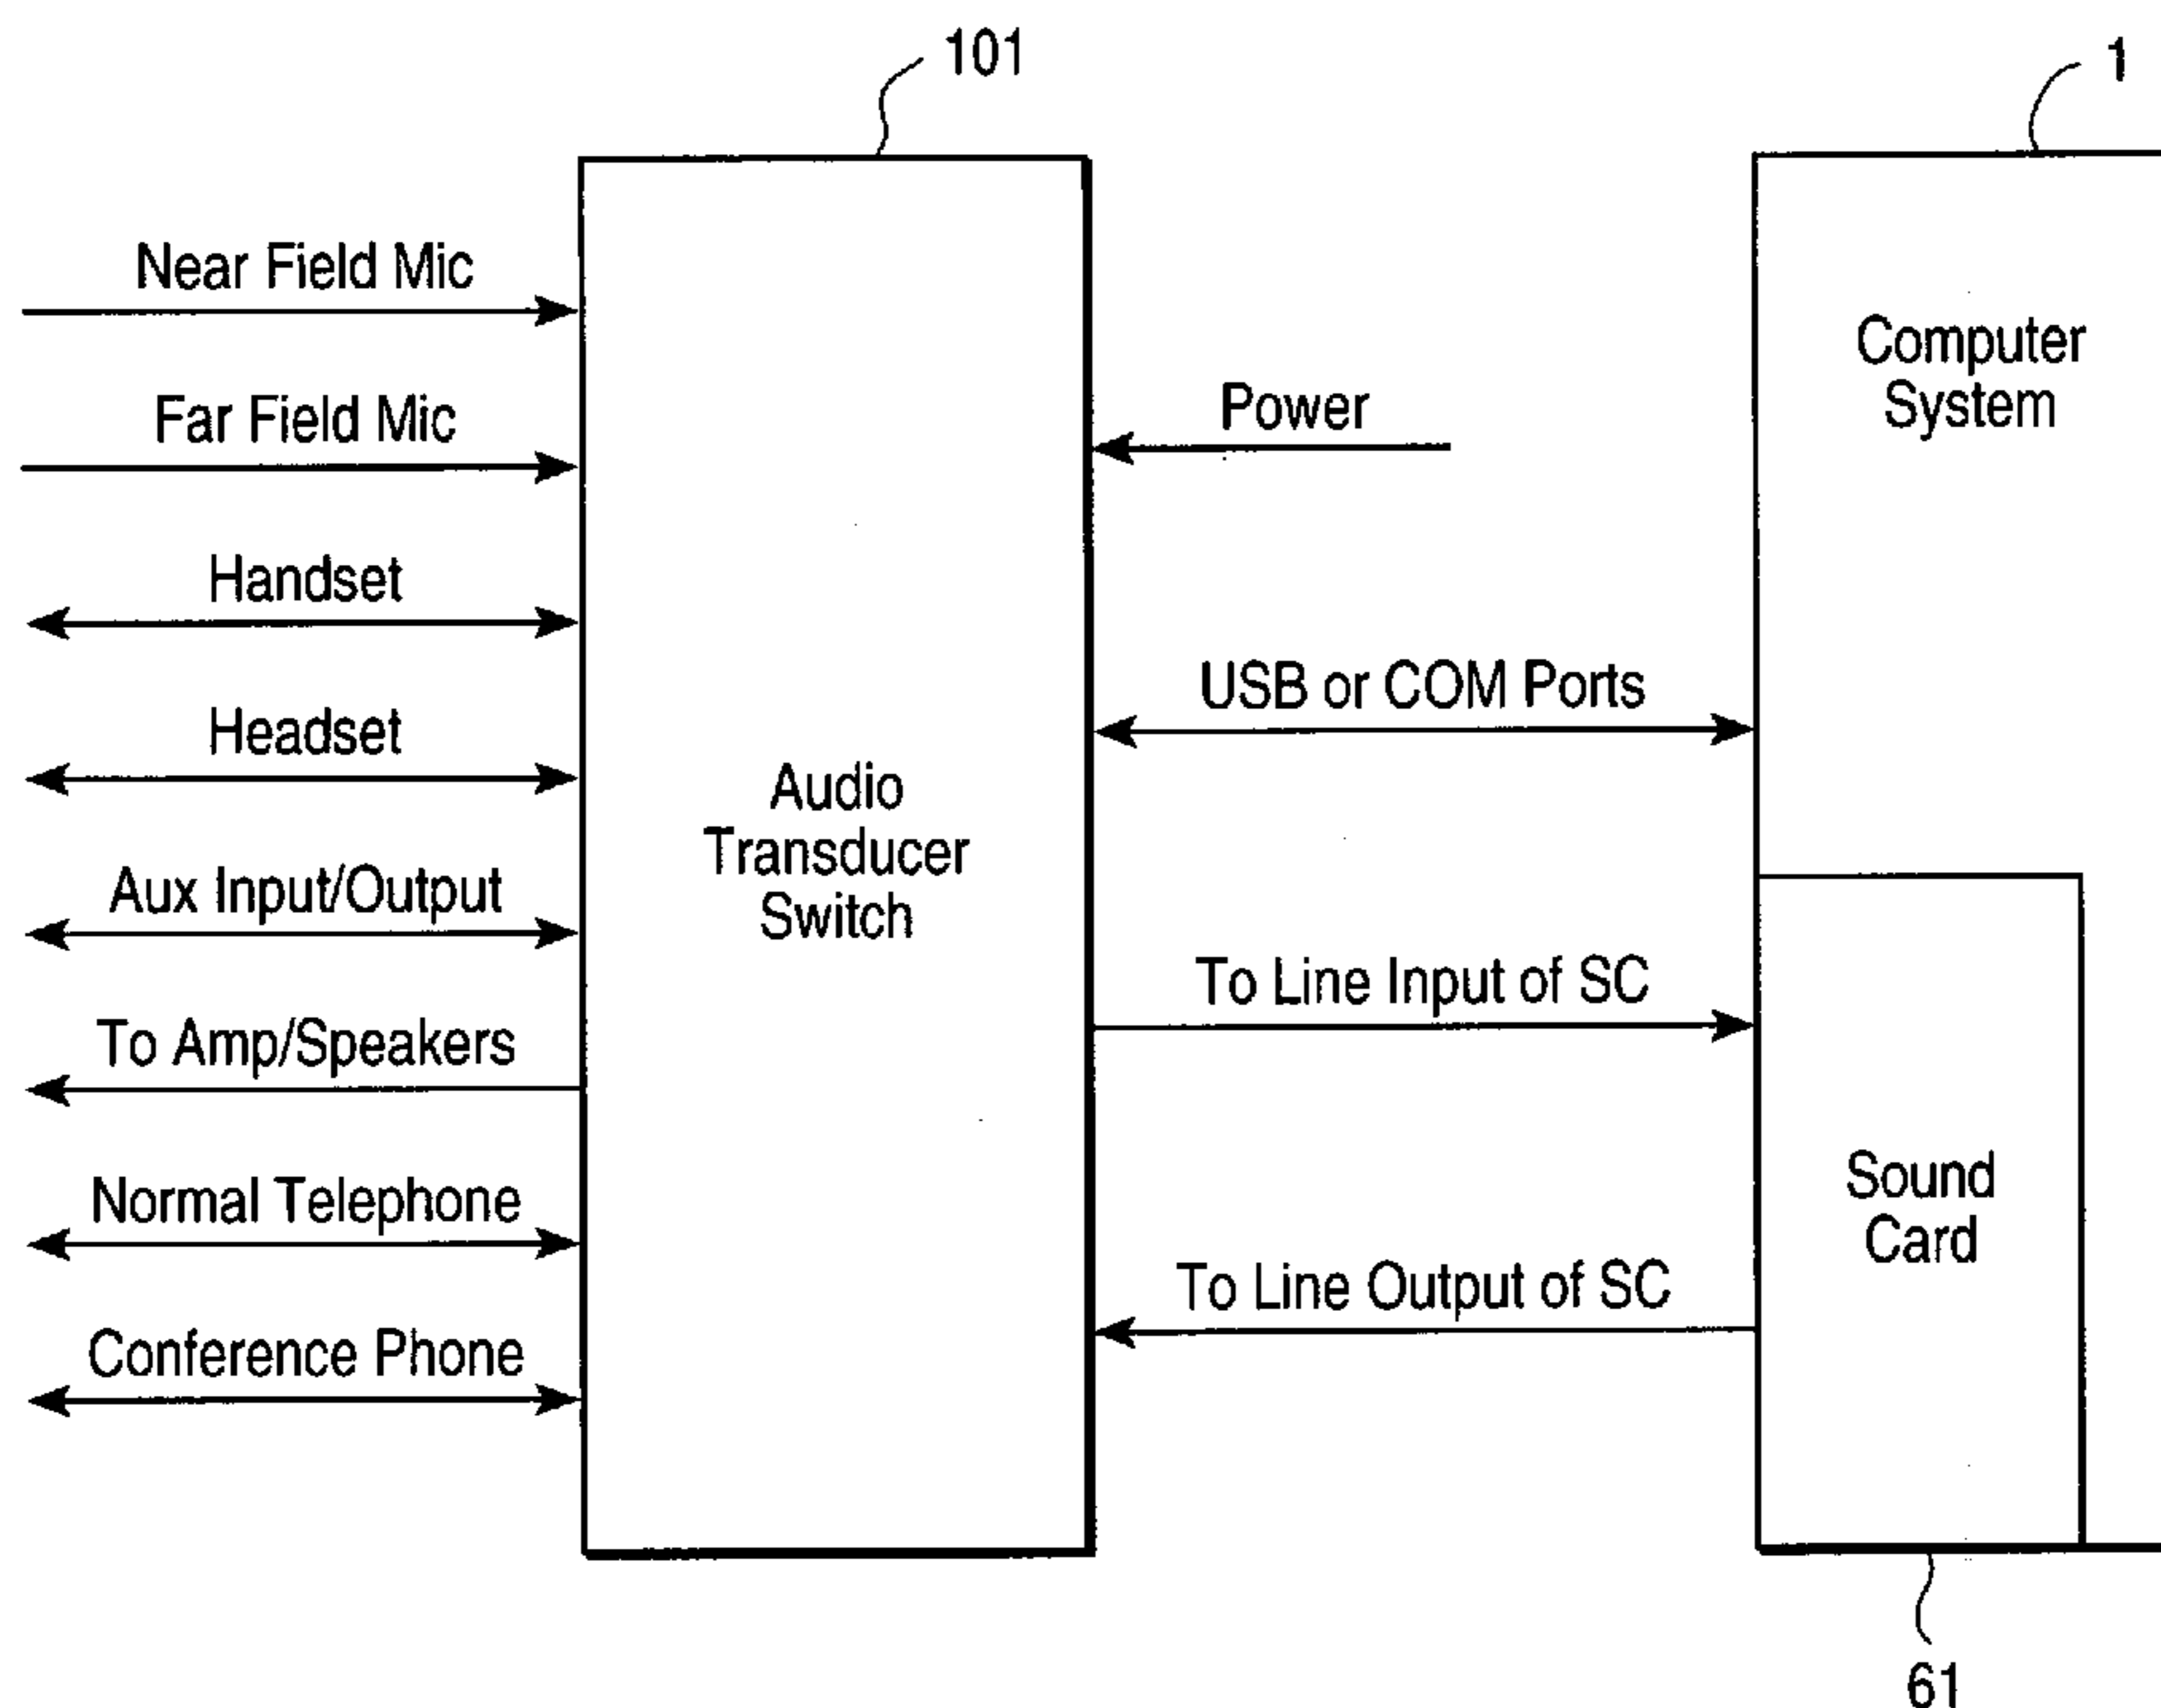 101
1
Near Field Mic
Far Field Mic
Handset
Headset
Aux Input/Output
To Amp/Speakers
Normal Telephone
Conference Phone
Audio
Transducer
Switch
Power
USB or COM Ports
To Line Input of SC
To Line Output of SC
Computer
System
Sound
Card
61